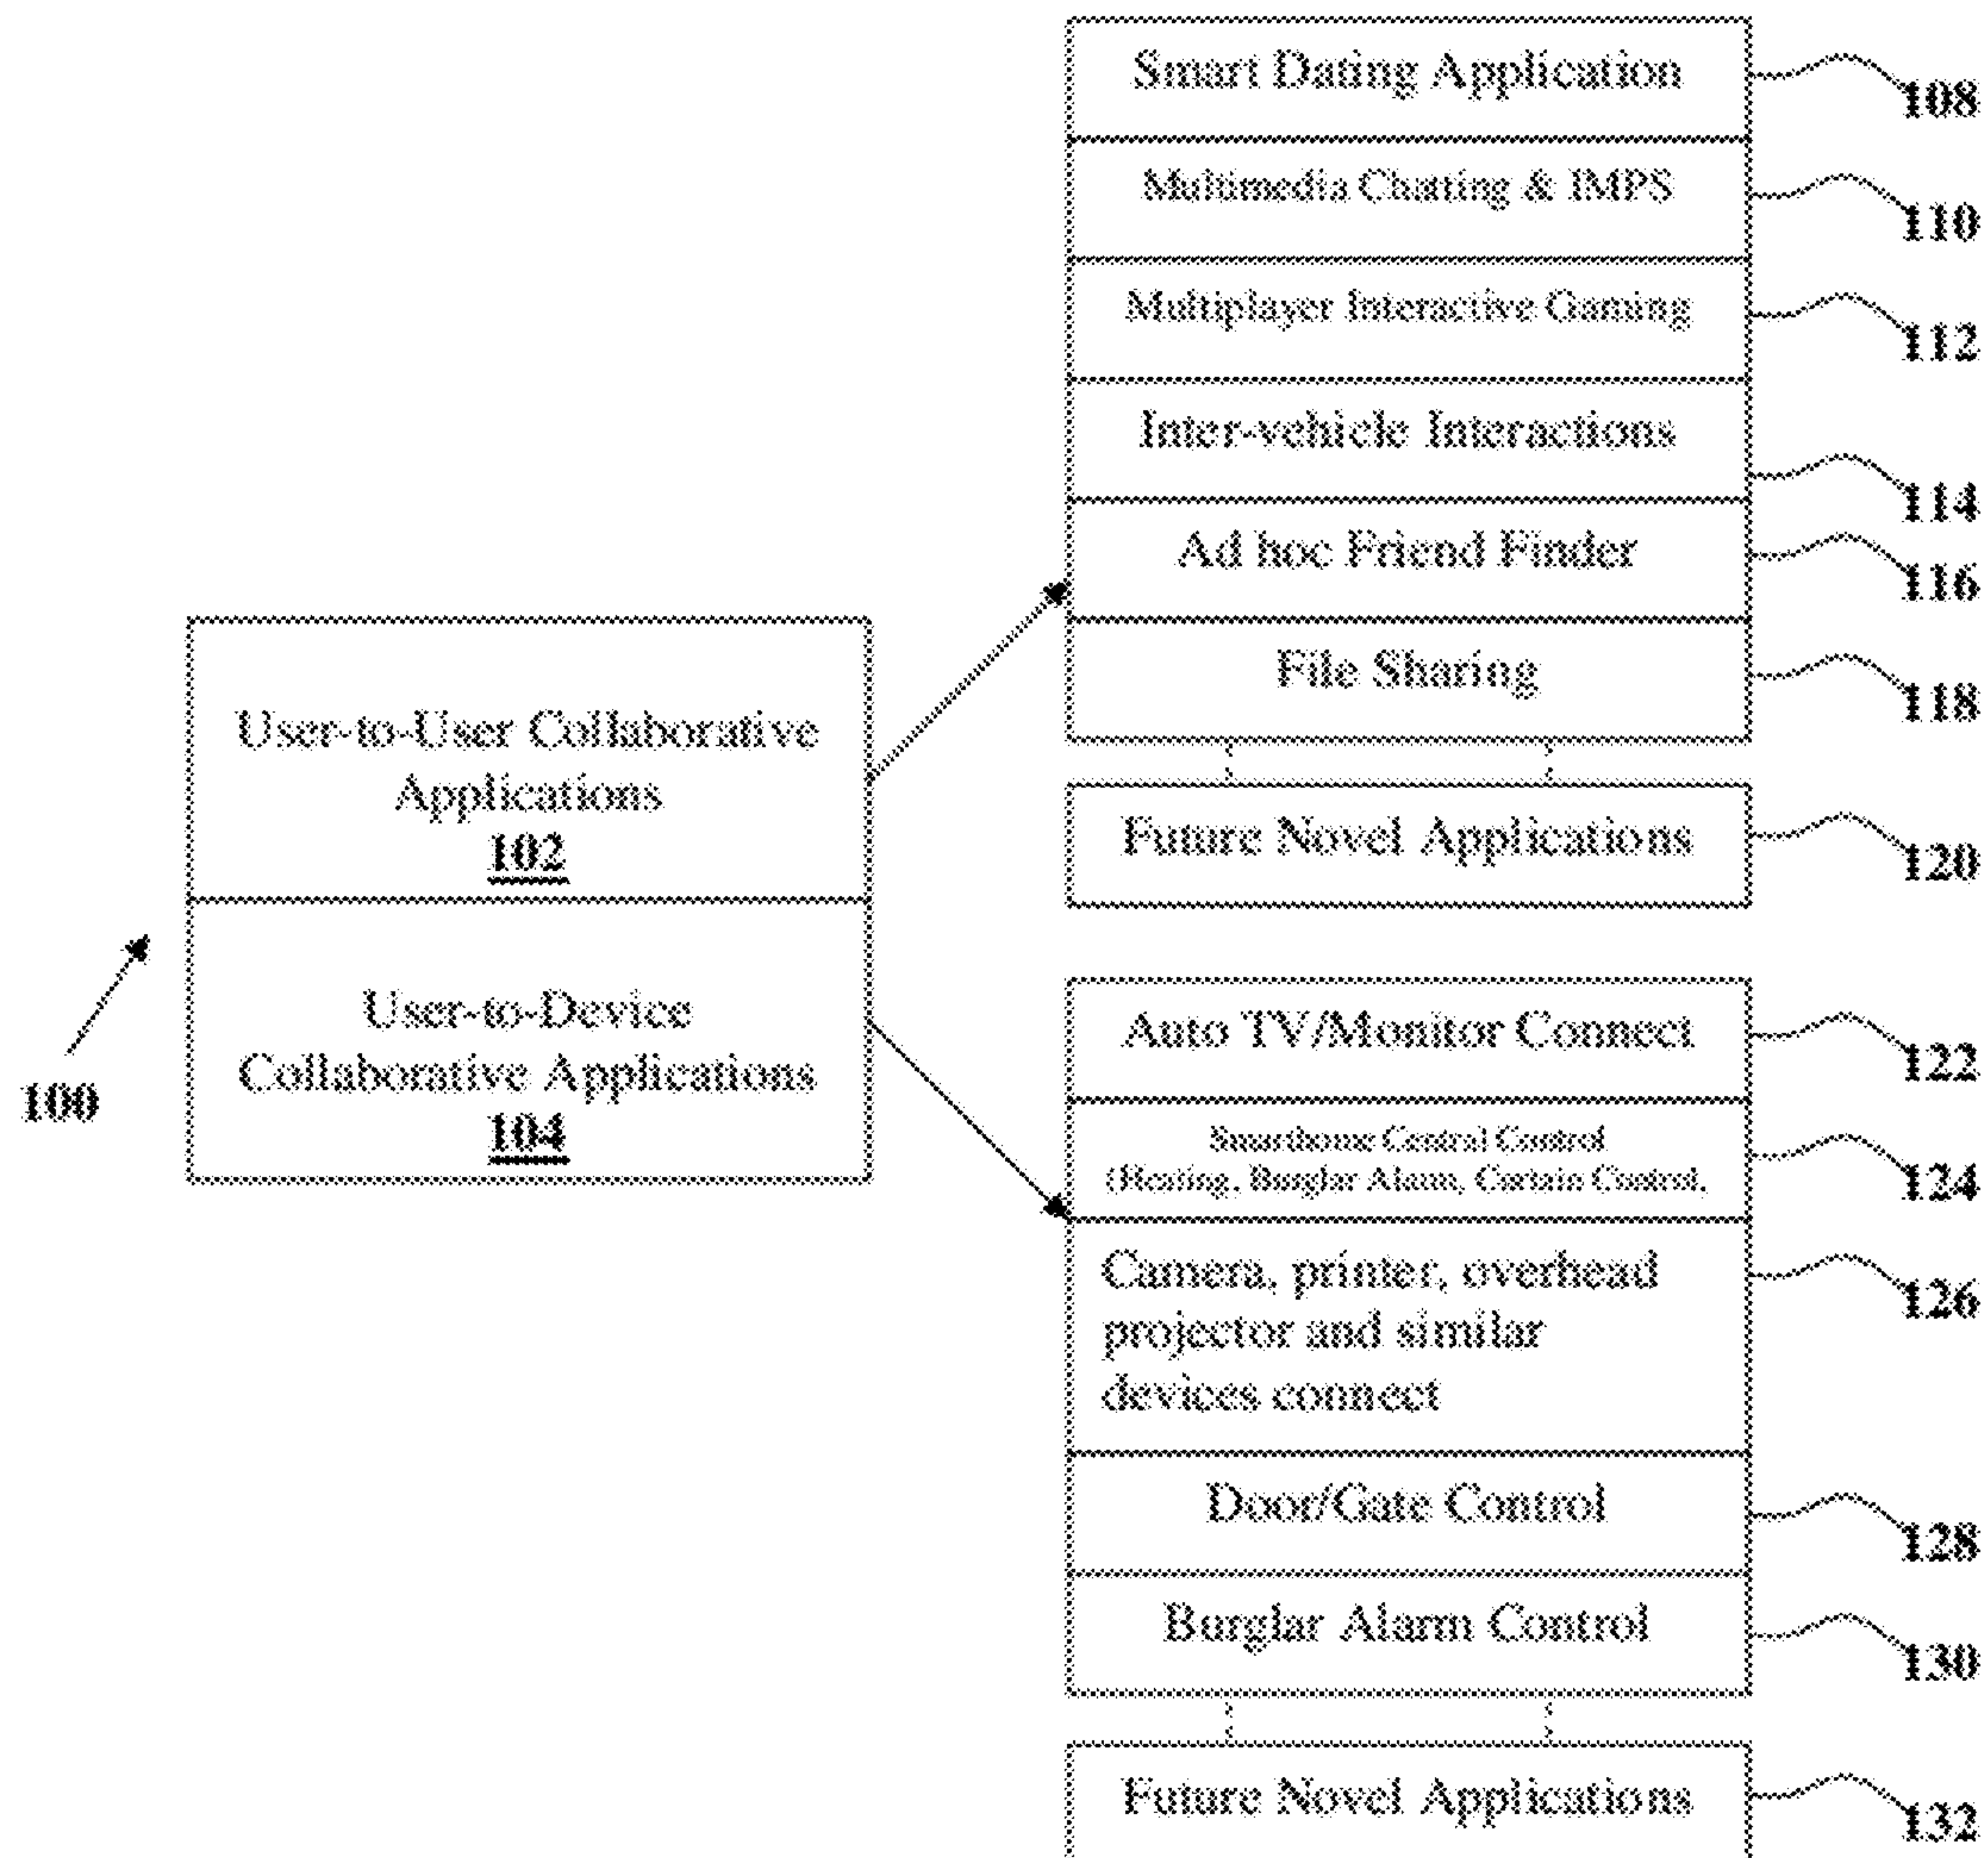 Smart Dating Application
108
Multimedia Chatting & IMPS
110
Multiplayer Interactive Gaming
112
Inter-vehicle Interactions
114
Ad hoc Friend Finder
116
File Sharing
118
Future Novel Applications
120
User-to-User Collaborative
Applications
102
User-to-Device
Collaborative Applications
104
100
Auto TV/Monitor Connect
122
Smarthouse Central Control
(Heating, Burglar Alarm, Curtain Control,
124
Camera, printer, overhead
projector and similar
devices connect
126
Door/Gate Control
128
Burglar Alarm Control
130
Future Novel Applications
132